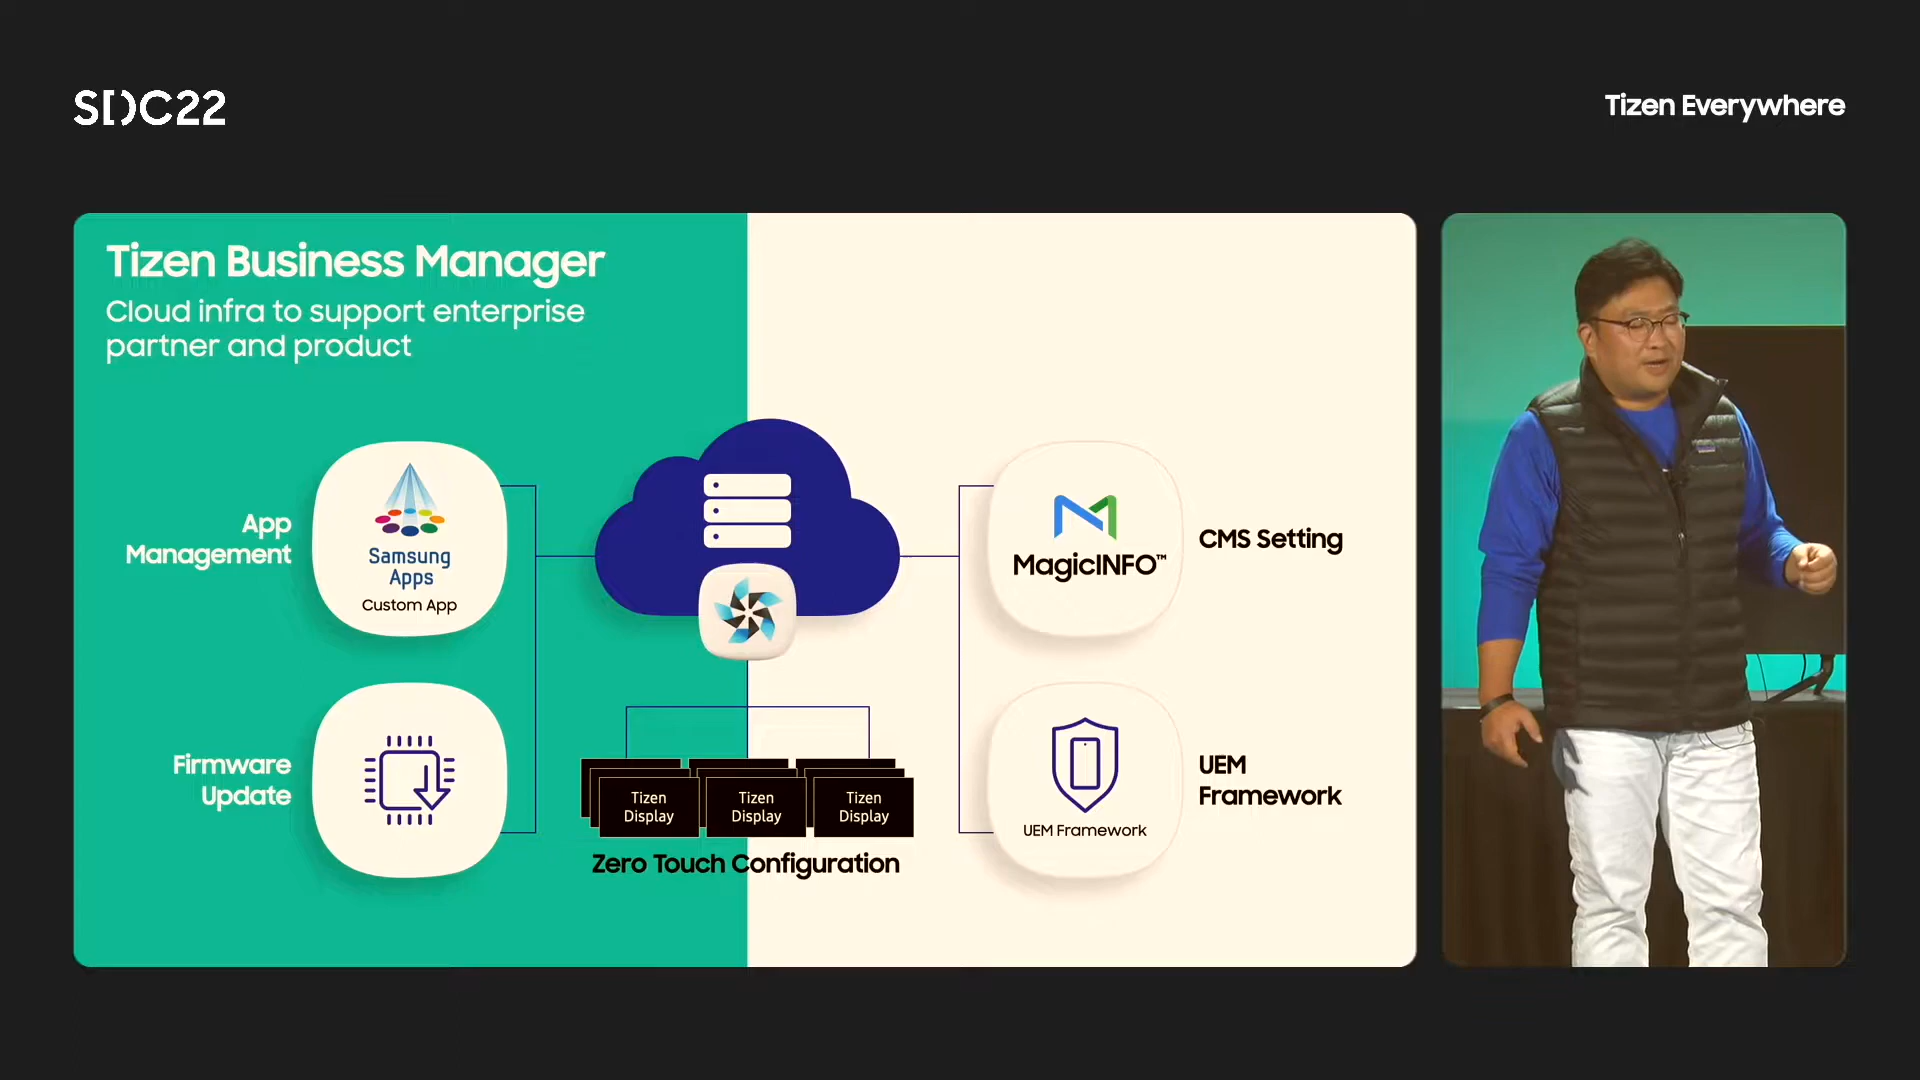 SDC22
Tizen Everywhere
Tizen Business Manager
Cloud infra to support enterprise
partner and product
App
Management
Samsung
Apps
Custom App
MagicINFO™
CMS Setting
Firmware
Update
Tizen
Display
Tizen
Display
Tizen
Display
Zero Touch Configuration
UEM Framework
UEM
Framework